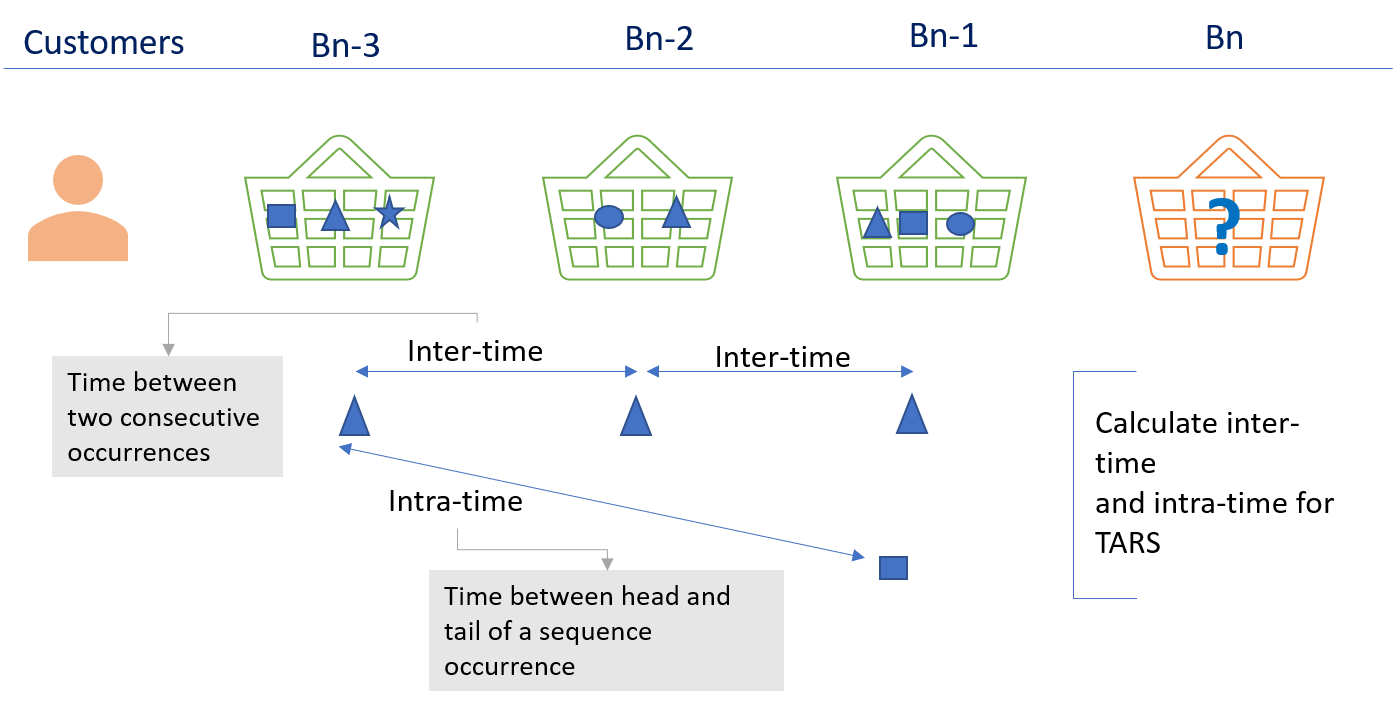 Customers
Bn-3
Bn-2
Bn-1
Bn
?
Inter-time
Inter-time
Time between
two consecutive
occurrences
Calculate inter-
time
and intra-time for
TARS
Intra-time
Time between head and
tail of a sequence
occurrence